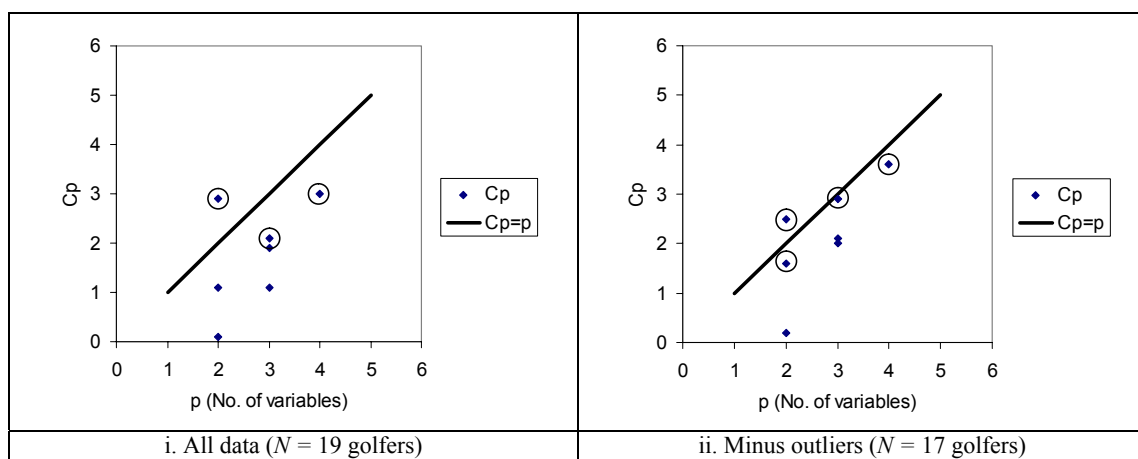 6
5
4
3
2
1
0
Cp
0 1 2 3 4 5 6
p (No. of variables)
Cp
Cp=p
6
5
4
3
2
1
0
Cp
0 1 2 3 4 5 6
p (No. of variables)
Cp
Cp=p
i. All data (N = 19 golfers)
ii. Minus outliers (N = 17 golfers)